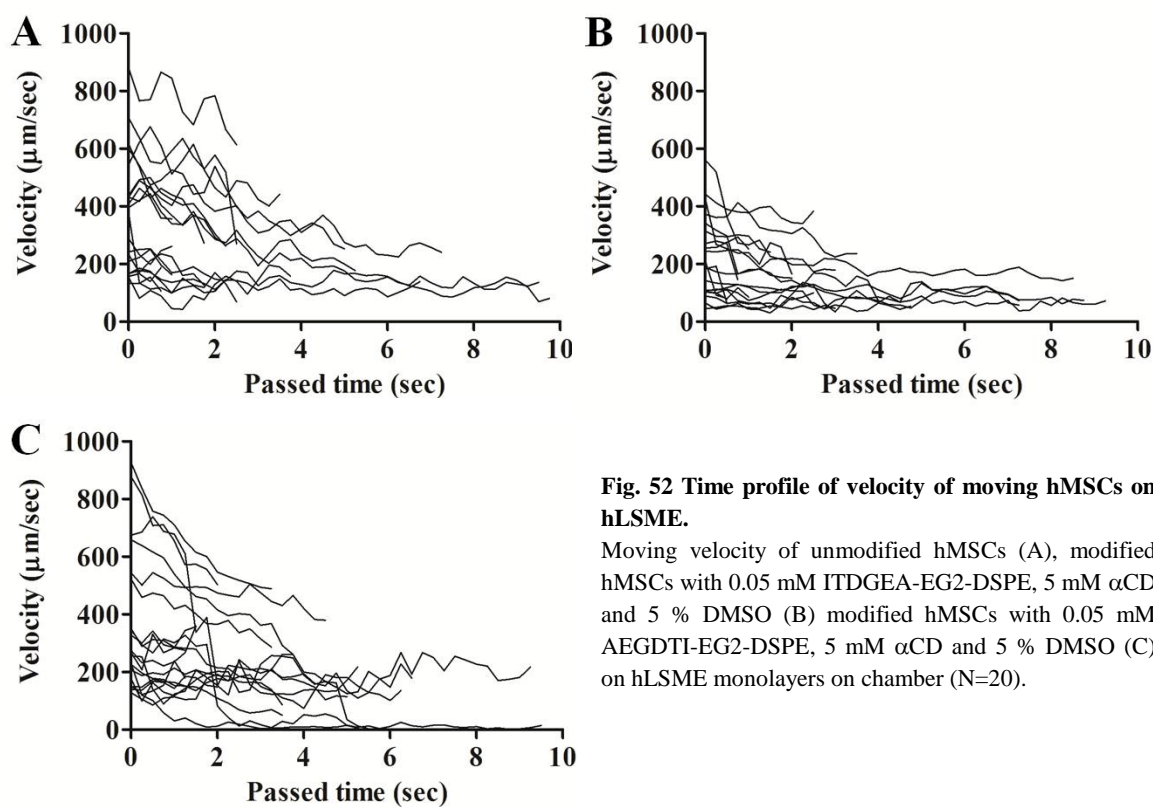 A
1000
800
600
400
200
0
Velocity (µm/sec)
0 2 4 6 8 10
Passed time (sec)
B
1000
800
600
400
200
0
Velocity (µm/sec)
0 2 4 6 8 10
Passed time (sec)
C
1000
800
600
400
200
0
Velocity (µm/sec)
0 2 4 6 8 10
Passed time (sec)
Fig. 52 Time profile of velocity of moving hMSCs on
hLSME.
Moving velocity of unmodified hMSCs (A), modified
hMSCs with 0.05 mM ITDGEA-EG2-DSPE, 5 mM αCD
and 5 % DMSO (B) modified hMSCs with 0.05 mM
AEGDTI-EG2-DSPE, 5 mM αCD and 5 % DMSO (C)
on hLSME monolayers on chamber (N=20).